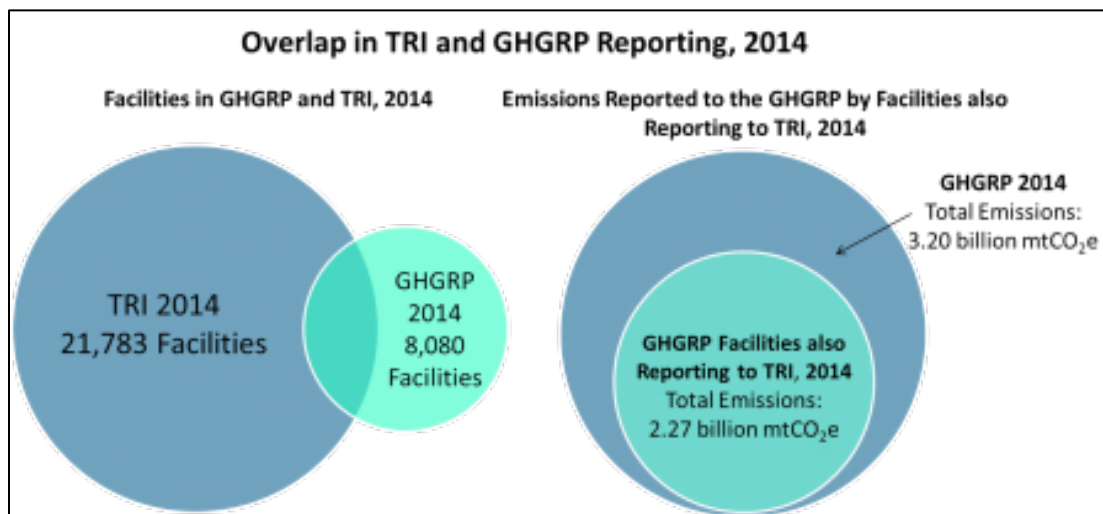 Overlap in TRI and GHGRP Reporting, 2014
Facilities in GHGRP and TRI, 2014
TRI 2014
21,783 Facilities
GHGRP
2014
8,080
Facilities
Emissions Reported to the GHGRP by Facilities also
Reporting to TRI, 2014
GHGRP 2014
Total Emissions:
3.20 billion mtCO₂e
GHGRP Facilities also
Reporting to TRI, 2014
Total Emissions:
2.27 billion mtCO₂e